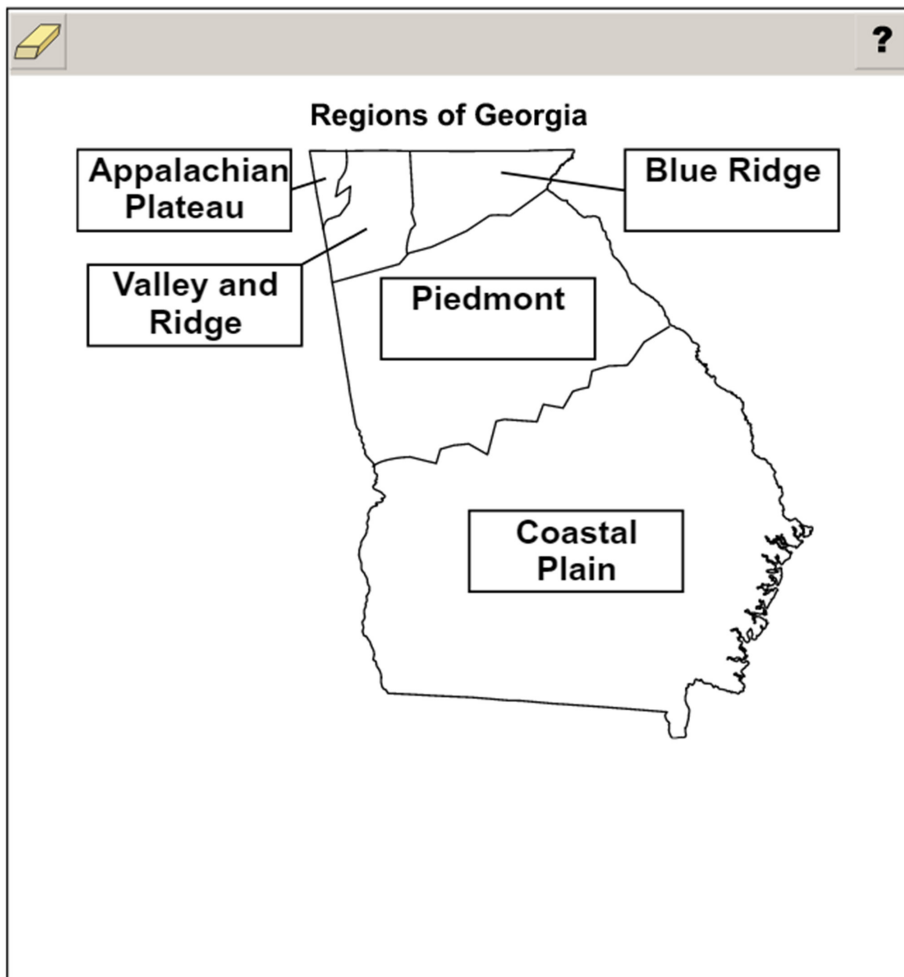 ?
Regions of Georgia
Appalachian
Plateau
Blue Ridge
Valley and
Ridge
Piedmont
Coastal
Plain